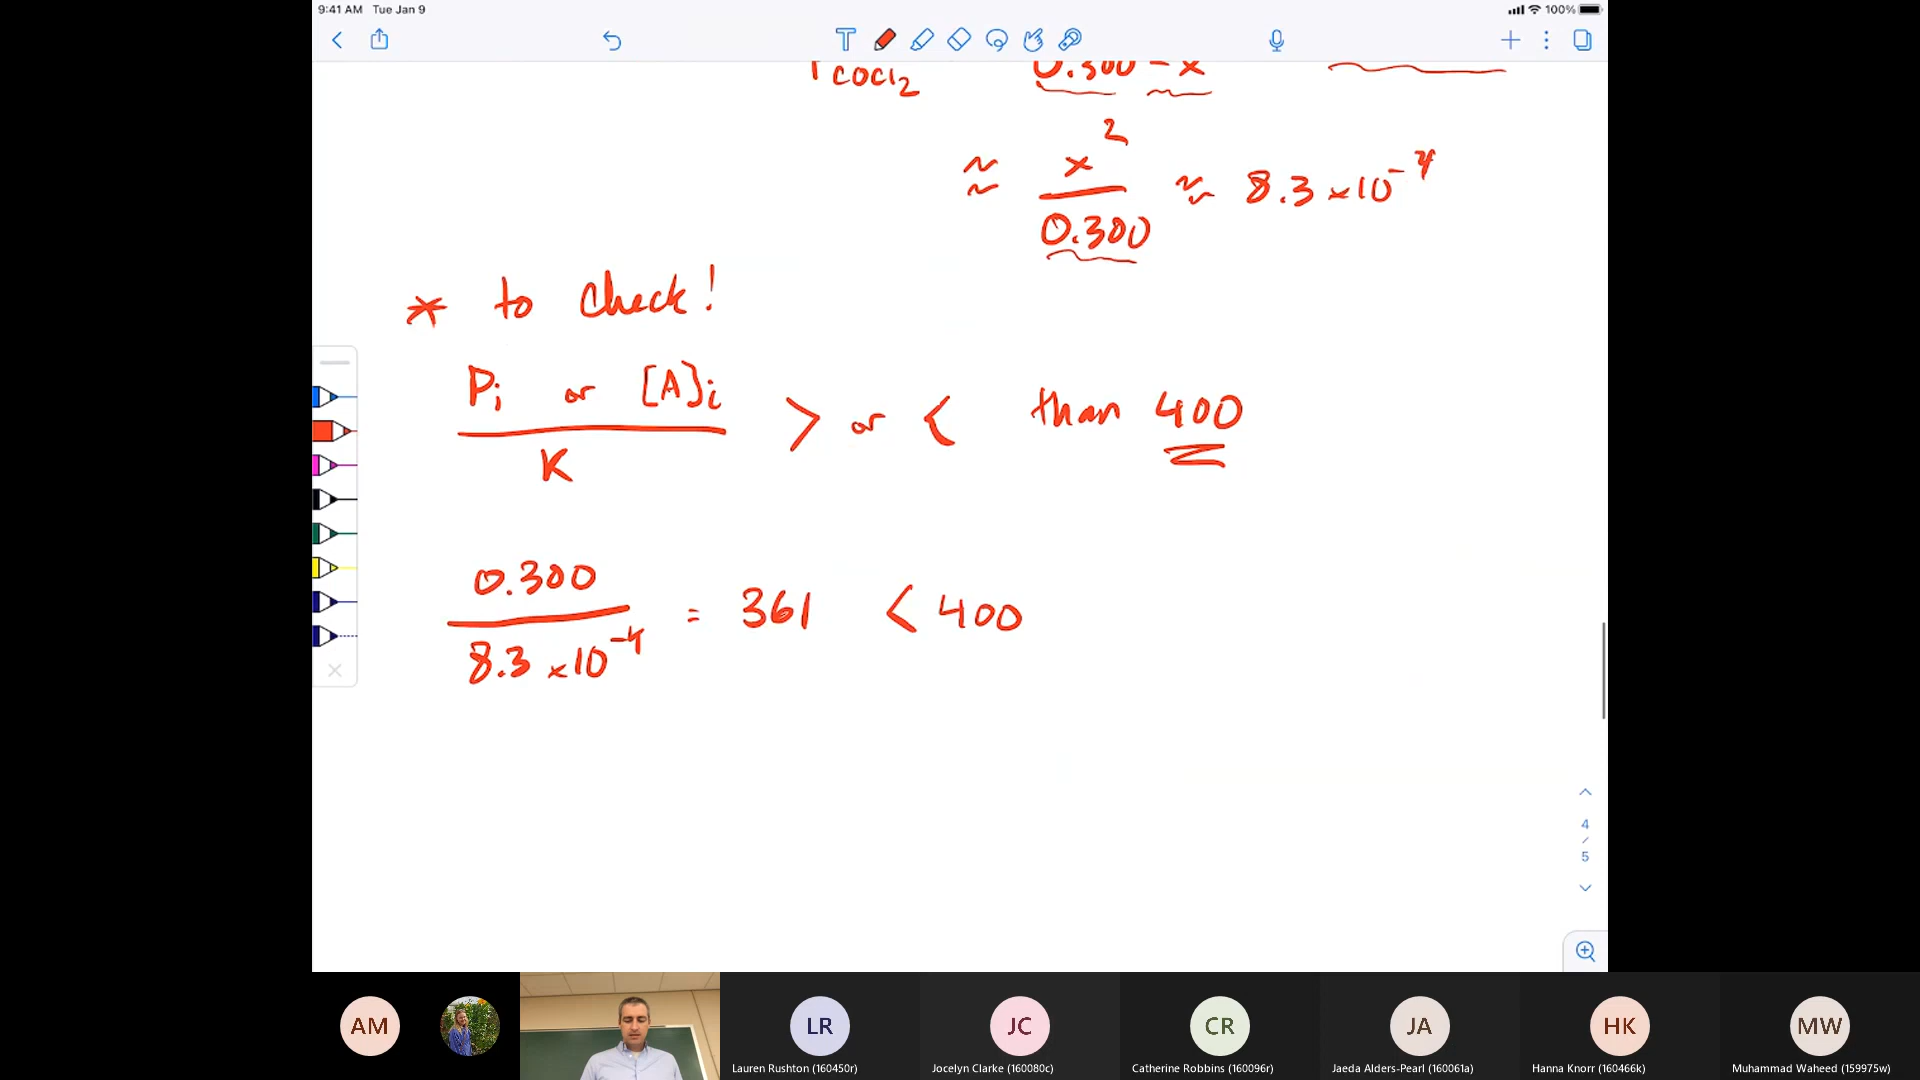 9:41 AM Tue Jan 9
100%
P COCl2 0.300 - x
≈ x² / 0.300 ≈ 8.3 x10⁻⁴
* to check!
Pi or [A]i / K > or < than 400
0.300 / 8.3 x10⁻⁴ = 361 < 400
4 / 5
AM
LR
JC
CR
JA
HK
MW
Lauren Rushton (160450r)
Jocelyn Clarke (160080c)
Catherine Robbins (160096r)
Jaeda Alders-Pearl (160061a)
Hanna Knorr (160466k)
Muhammad Waheed (159975w)